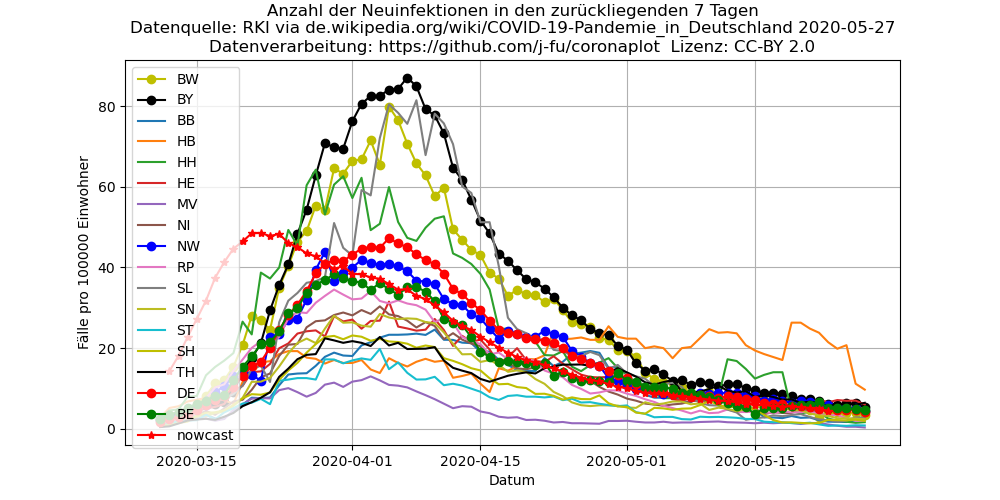 Anzahl der Neuinfektionen in den zurückliegenden 7 Tagen
Datenquelle: RKI via de.wikipedia.org/wiki/COVID-19-Pandemie_in_Deutschland 2020-05-27
Datenverarbeitung: https://github.com/j-fu/coronaplot  Lizenz: CC-BY 2.0
Fälle pro 100000 Einwohner
80
60
40
20
0
BW
BY
BB
HB
HH
HE
MV
NI
NW
RP
SL
SN
ST
SH
TH
DE
BE
nowcast
2020-03-15
2020-04-01
2020-04-15
2020-05-01
2020-05-15
Datum